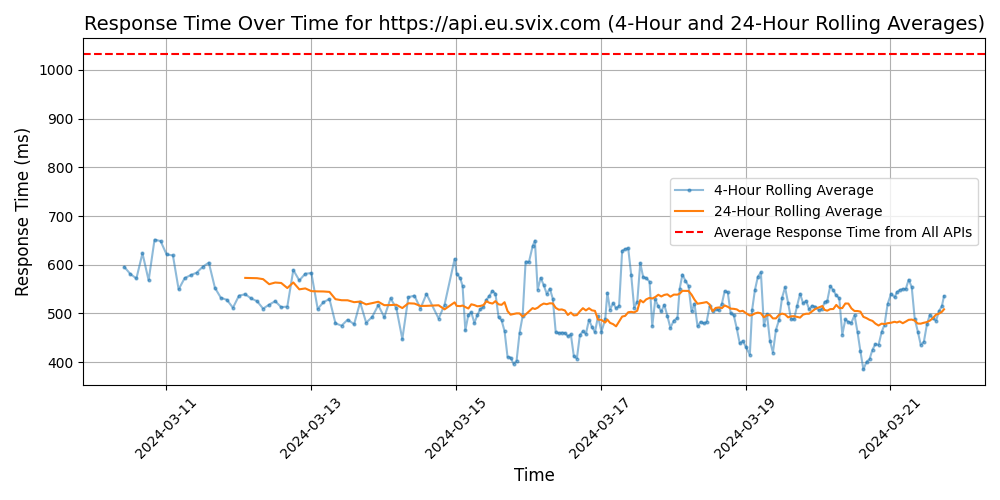 Response Time Over Time for https://api.eu.svix.com (4-Hour and 24-Hour Rolling Averages)
Response Time (ms)
1000
900
800
700
600
500
400
4-Hour Rolling Average
24-Hour Rolling Average
Average Response Time from All APIs
2024-03-11
2024-03-13
2024-03-15
2024-03-17
2024-03-19
2024-03-21
Time